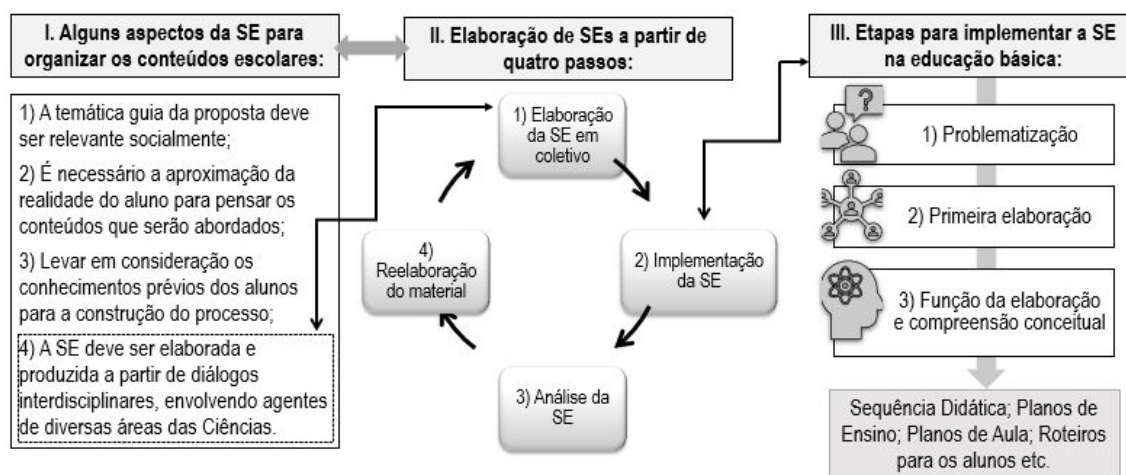 I. Alguns aspectos da SE para
organizar os conteúdos escolares:
1) A temática guia da proposta deve
ser relevante socialmente;
2) É necessário a aproximação da
realidade do aluno para pensar os
conteúdos que serão abordados;
3) Levar em consideração os
conhecimentos prévios dos alunos
para a construção do processo;
4) A SE deve ser elaborada e
produzida a partir de diálogos
interdisciplinares, envolvendo agentes
de diversas áreas das Ciências.
II. Elaboração de SEs a partir de
quatro passos:
1) Elaboração
da SE em
coletivo
2) Implementação
da SE
3) Análise da
SE
4)
Reelaboração
do material
III. Etapas para implementar a SE
na educação básica:
?
1) Problematização
2) Primeira elaboração
3) Função da elaboração
e compreensão conceitual
Sequência Didática; Planos de
Ensino; Planos de Aula; Roteiros
para os alunos etc.